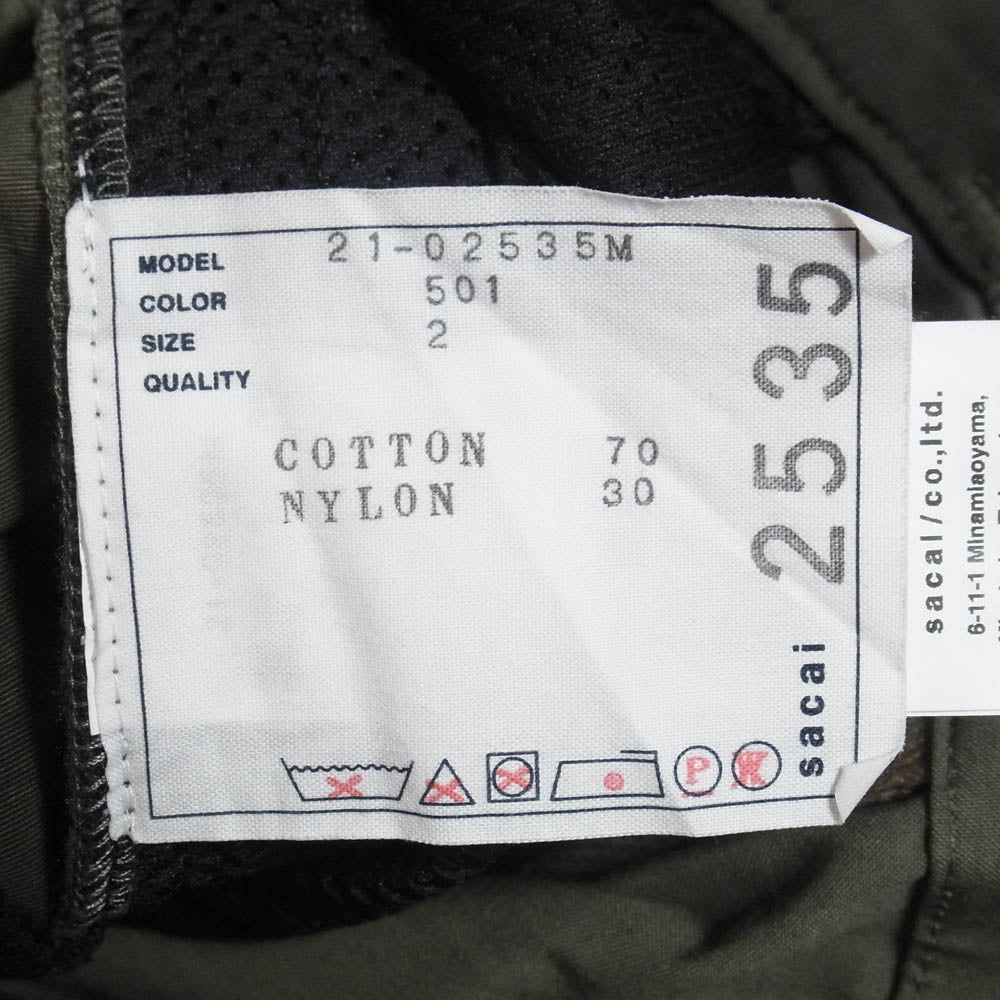 MODEL 21-02535M
COLOR 501
SIZE 2
QUALITY
COTTON 70
NYLON 30
P
sacai 2535
sacai/co.,ltd.
6-11-1 Minamiaoyama,